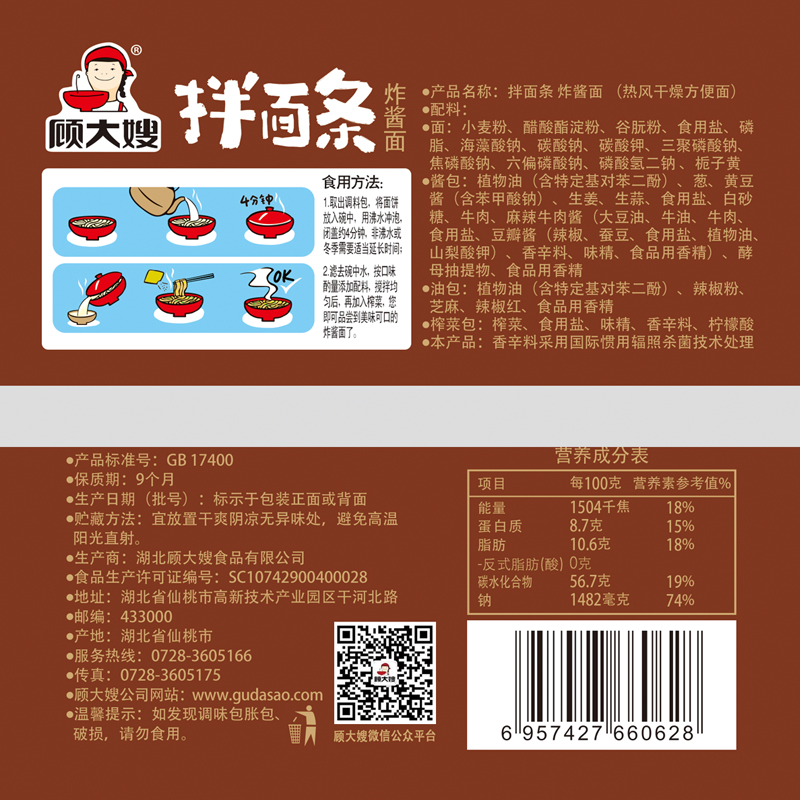 ®
顾大嫂
拌面条
炸酱面
食用方法:
4分钟
1.取出调料包，将面饼
放入碗中，用沸水冲泡，
闭盖约4分钟，非沸水或
冬季需要适当延长时间；
OK
2.滤去碗中水，按口味
酌量添加配料，搅拌均
匀后，再加入榨菜，您
即可品尝到美味可口的
炸酱面了。
●产品名称：拌面条 炸酱面 （热风干燥方便面）
●配料：
●面：小麦粉、醋酸酯淀粉、谷朊粉、食用盐、磷
脂、海藻酸钠、碳酸钠、碳酸钾、三聚磷酸钠、
焦磷酸钠、六偏磷酸钠、磷酸氢二钠 、栀子黄
●酱包：植物油（含特定基对苯二酚）、葱、黄豆
酱（含苯甲酸钠）、生姜、生蒜、食用盐、白砂
糖、牛肉、麻辣牛肉酱（大豆油、牛油、牛肉、
食用盐、豆瓣酱（辣椒、蚕豆、食用盐、植物油、
山梨酸钾）、香辛料、味精、食用香精）、酵
母抽提物、食品用香精
●油包：植物油（含特定基对苯二酚）、辣椒粉、
芝麻、辣椒红、食品用香精
●榨菜包：榨菜、食用盐、味精、香辛料、柠檬酸
●本产品：香辛料采用国际惯用辐照杀菌技术处理
●产品标准号：GB 17400
●保质期：9个月
●生产日期（批号）：标示于包装正面或背面
●贮藏方法：宜放置干爽阴凉无异味处，避免高温
阳光直射。
●生产商：湖北顾大嫂食品有限公司
●食品生产许可证编号：SC10742900400028
●地址：湖北省仙桃市高新技术产业园区干河北路
●邮编：433000
●产地：湖北省仙桃市
●服务热线：0728-3605166
●传真：0728-3605175
●顾大嫂公司网站：www.gudasao.com
●温馨提示：如发现调味包胀包、
破损，请勿食用。
顾大嫂
顾大嫂微信公众平台
营养成分表
项目 每100克 营养素参考值%
能量 1504千焦 18%
蛋白质 8.7克 15%
脂肪 10.6克 18%
-反式脂肪(酸) 0克
碳水化合物 56.7克 19%
钠 1482毫克 74%
6 957427 660628